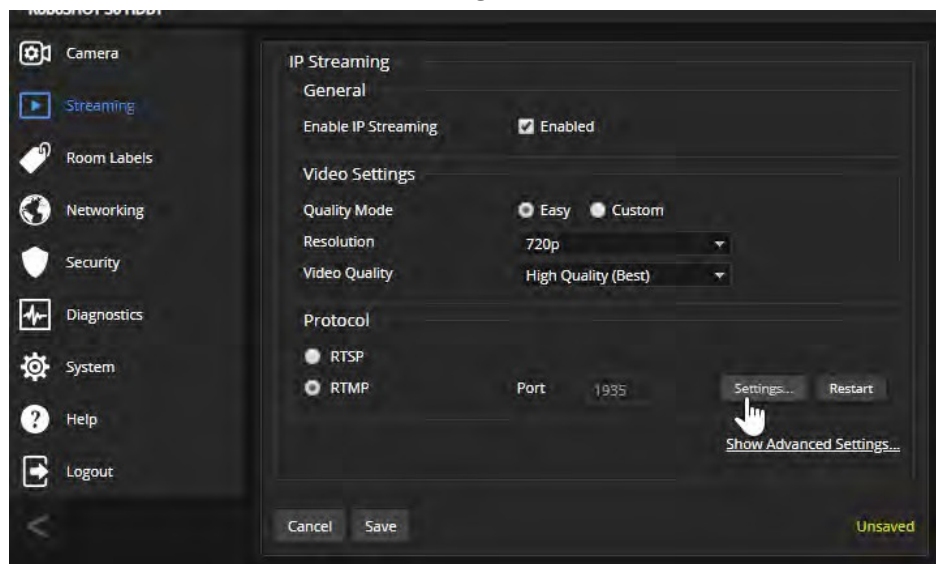 Camera
Streaming
Room Labels
Networking
Security
Diagnostics
System
Help
Logout
IP Streaming
General
Enable IP Streaming Enabled
Video Settings
Quality Mode Easy Custom
Resolution 720p
Video Quality High Quality (Best)
Protocol
RTSP
RTMP Port 1935 Settings... Restart
Show Advanced Settings...
Cancel Save Unsaved